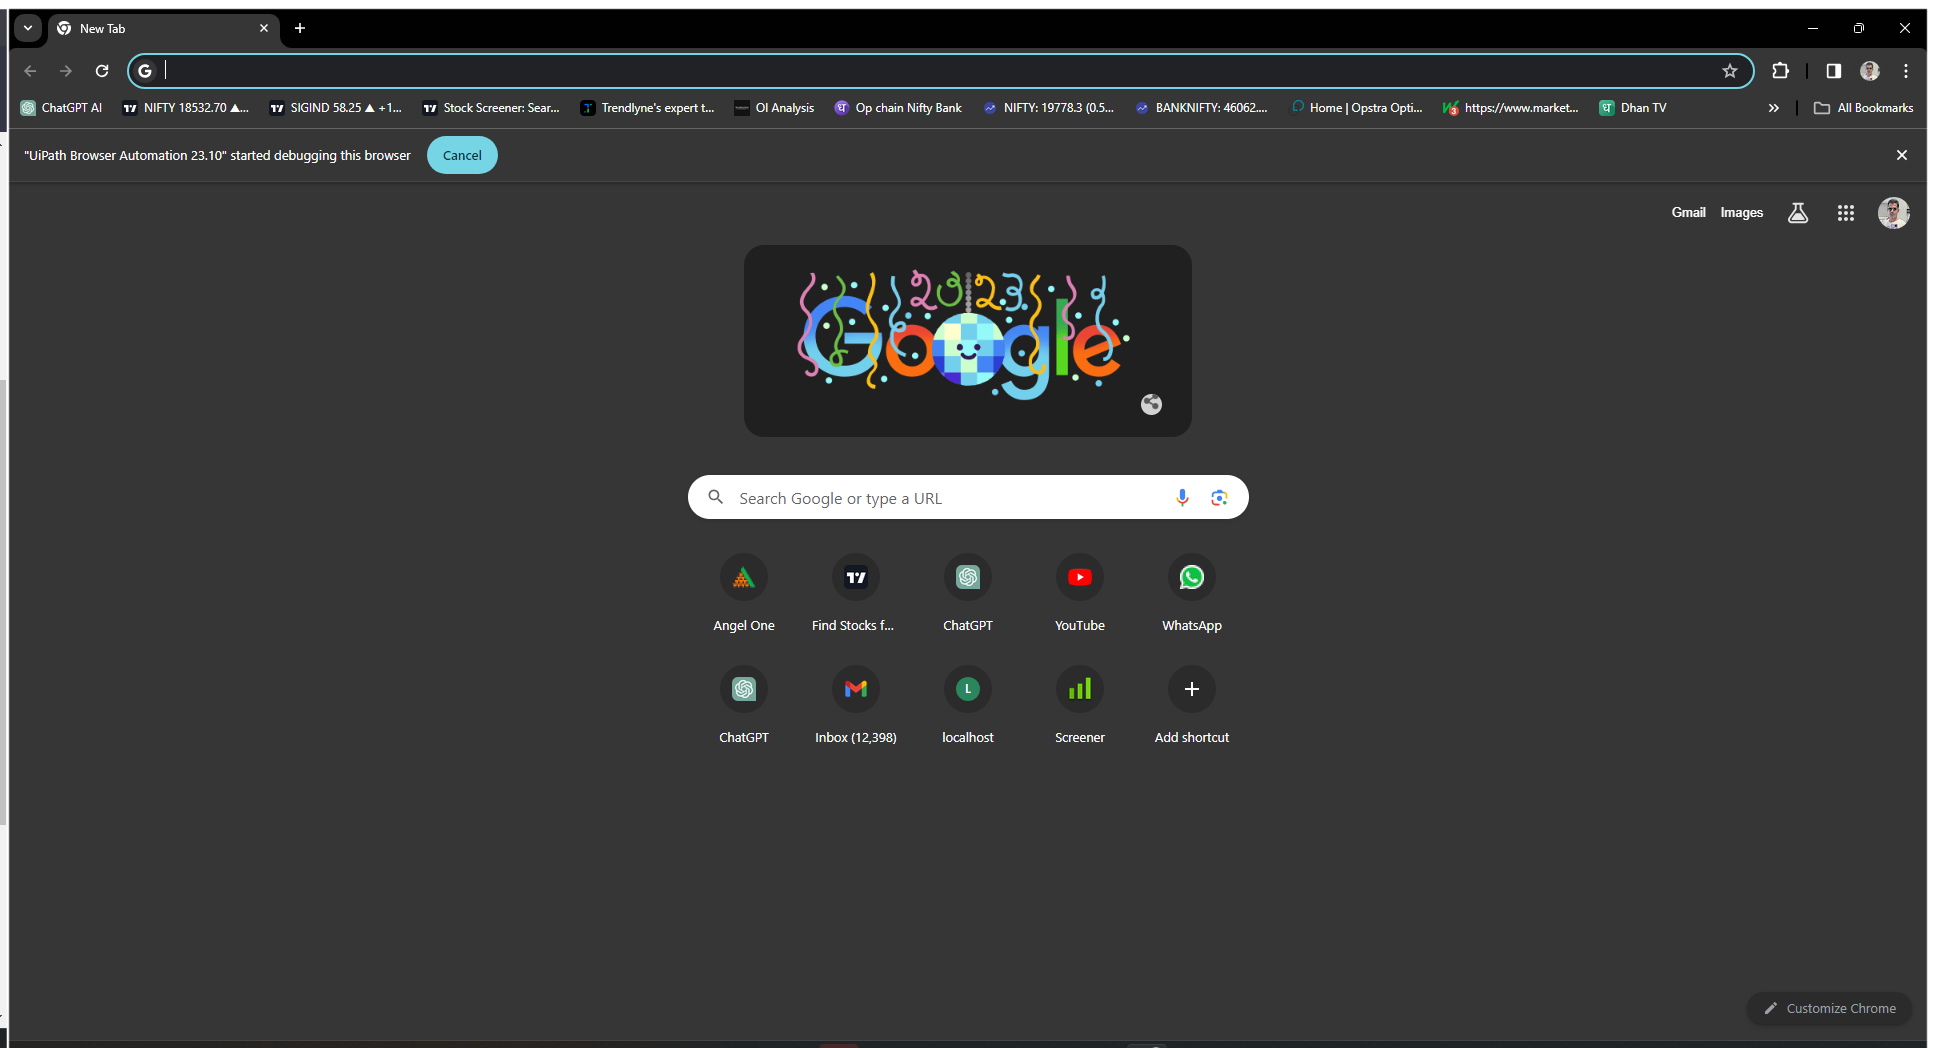 New Tab
ChatGPT AI
NIFTY 18532.70 ▲...
SIGIND 58.25 ▲ +1...
Stock Screener: Sear...
Trendlyne's expert t...
OI Analysis
Op chain Nifty Bank
NIFTY: 19778.3 (0.5...
BANKNIFTY: 46062....
Home | Opstra Opti...
https://www.market...
Dhan TV
All Bookmarks
"UiPath Browser Automation 23.10" started debugging this browser
Cancel
Gmail
Images
2023
Google
Search Google or type a URL
Angel One
Find Stocks f...
ChatGPT
YouTube
WhatsApp
L
ChatGPT
Inbox (12,398)
localhost
Screener
Add shortcut
Customize Chrome